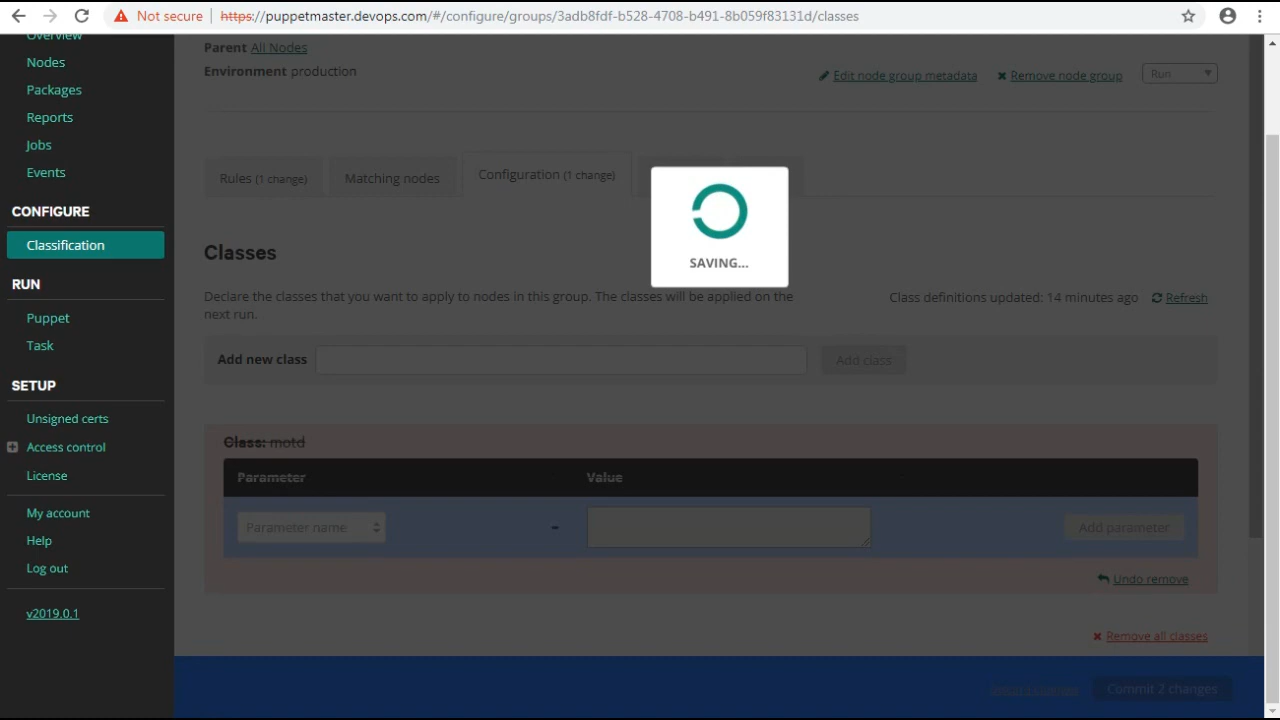 Not secure
https://puppetmaster.devops.com/#/configure/groups/3adb8fdf-b528-4708-b491-8b059f83131d/classes
Overview
Nodes
Packages
Reports
Jobs
Events
CONFIGURE
Classification
RUN
Puppet
Task
SETUP
Unsigned certs
Access control
License
My account
Help
Log out
v2019.0.1
Parent All Nodes
Environment production
Edit node group metadata
Remove node group
Run
Rules (1 change)
Matching nodes
Configuration (1 change)
SAVING...
Classes
Declare the classes that you want to apply to nodes in this group. The classes will be applied on the
next run.
Class definitions updated: 14 minutes ago
Refresh
Add new class
Add class
Class: motd
Parameter
Value
Parameter name
=
Add parameter
Undo remove
Remove all classes
Commit 2 changes